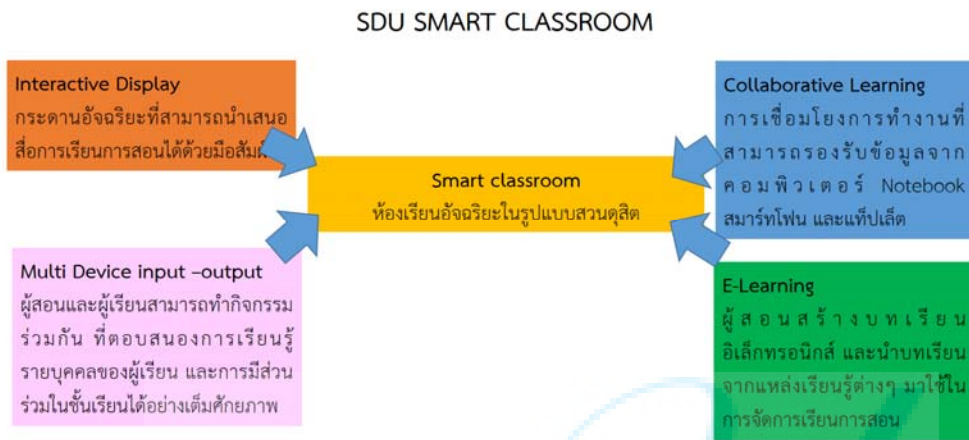 SDU SMART CLASSROOM
Interactive Display
กระดานอัจฉริยะที่สามารถนำเสนอ
สื่อการเรียนการสอนได้ด้วยมือ
Collaborative Learning
การเชื่อมโยงการทำงานที่
สามารถรองรับข้อมูลจาก
คอมพิวเตอร์ Notebook
สมาร์ทโฟน และแท็ปเล็ต
Smart classroom
ห้องเรียนอัจฉริยะในรูปแบบสวนดุสิต
Multi Device input –output
ผู้สอนและผู้เรียนสามารถทำกิจกรรม
ร่วมกัน ที่ตอบสนองการเรียนรู้
รายบุคคลของผู้เรียน และการมีส่วน
ร่วมในชั้นเรียนได้อย่างเต็มศักยภาพ
E-Learning
ผู้สอนสร้างบทเรียน
อิเล็กทรอนิกส์ และนำบทเรียน
จากแหล่งเรียนรู้ต่างๆ มาใช้ใน
การจัดการเรียนการสอน